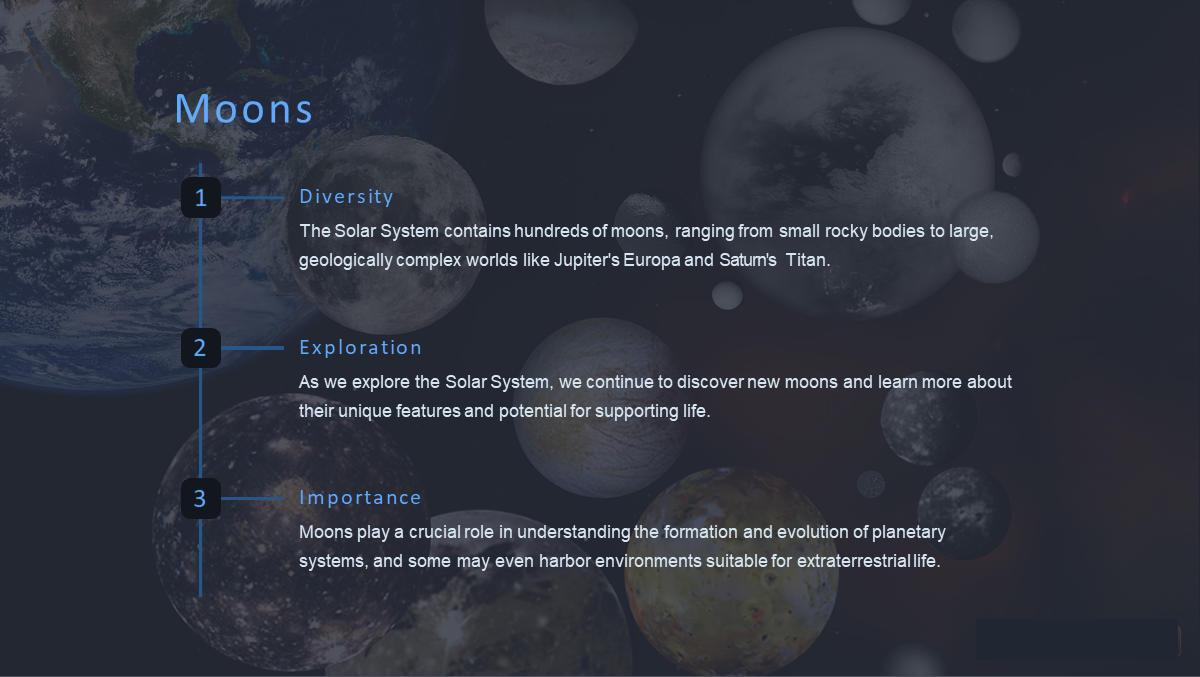 Moons
1
Diversity
The Solar System contains hundreds of moons, ranging from small rocky bodies to large,
geologically complex worlds like Jupiter's Europa and Saturn's Titan.
2
Exploration
As we explore the Solar System, we continue to discover new moons and learn more about
their unique features and potential for supporting life.
3
Importance
Moons play a crucial role in understanding the formation and evolution of planetary
systems, and some may even harbor environments suitable for extraterrestrial life.